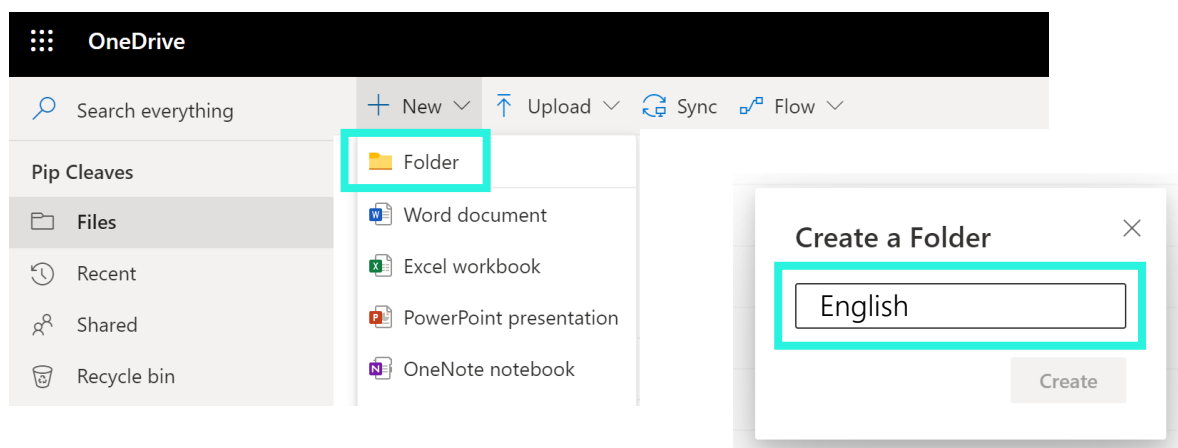 OneDrive
Search everything
New
Upload
Sync
Flow
Pip Cleaves
Files
Recent
Shared
Recycle bin
Folder
Word document
Excel workbook
PowerPoint presentation
OneNote notebook
Create a Folder
English
Create